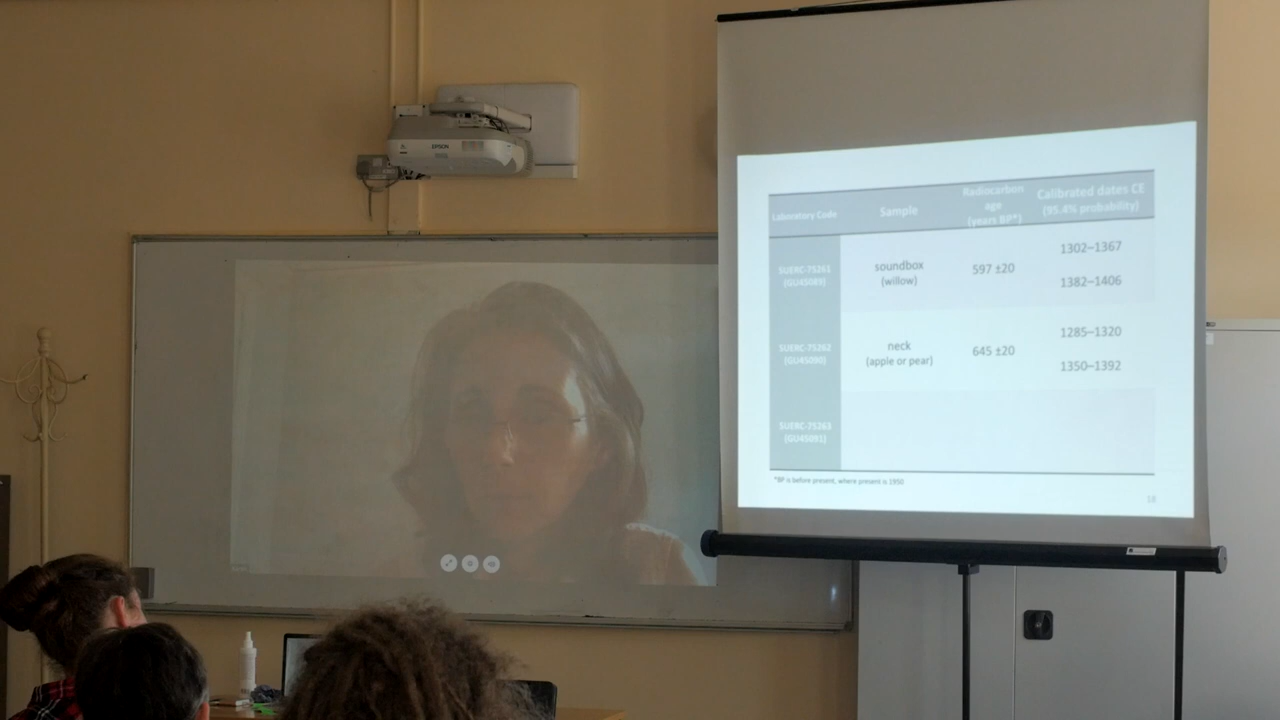 EPSON
Laboratory Code
Sample
Radiocarbon
age
(years BP*)
Calibrated dates CE
(95.4% probability)
SUERC-75261
(GU45089)
soundbox
(willow)
597 ±20
1302–1367
1382–1406
SUERC-75262
(GU45090)
neck
(apple or pear)
645 ±20
1285–1320
1350–1392
SUERC-75263
(GU45091)
*BP is before present, where present is 1950
18